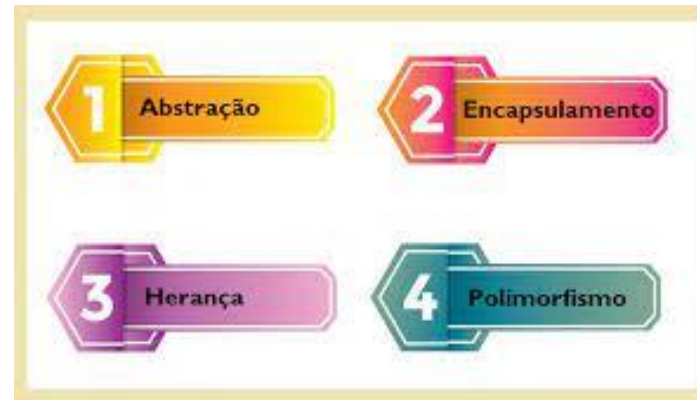 1 Abstração
2 Encapsulamento
3 Herança
4 Polimorfismo